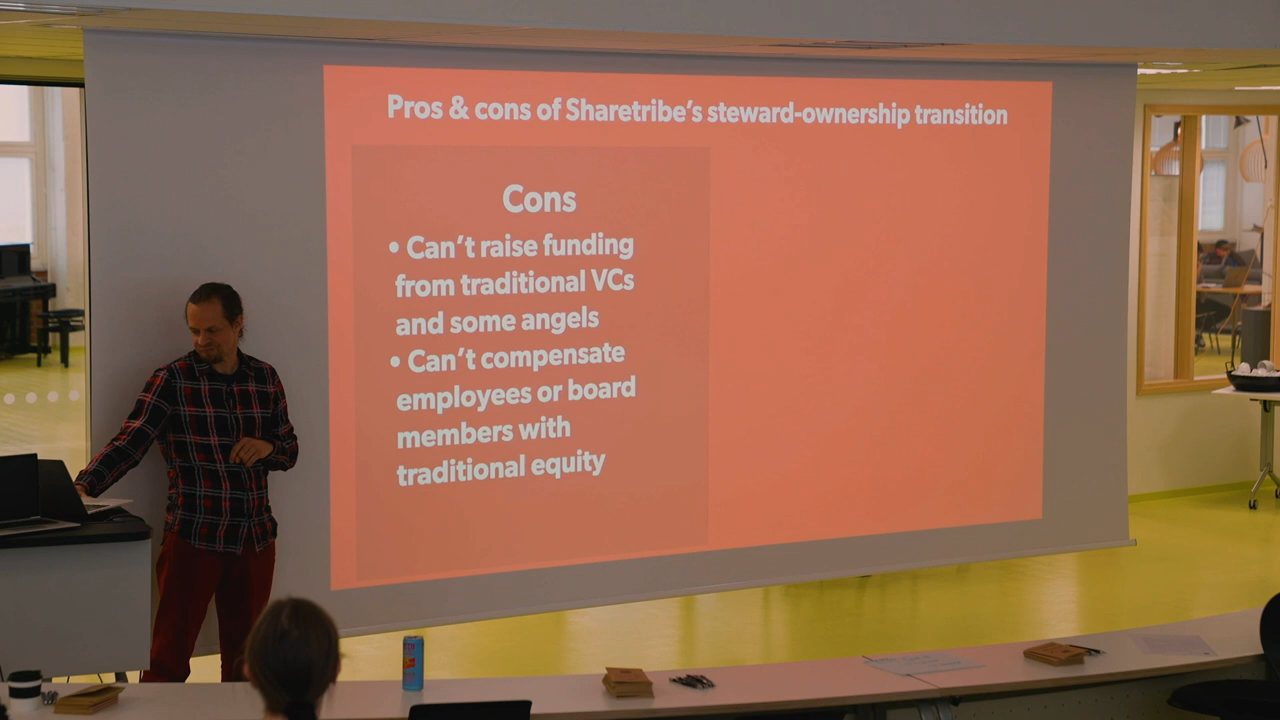 Pros & cons of Sharetribe's steward-ownership transition
Cons
• Can't raise funding
from traditional VCs
and some angels
• Can't compensate
employees or board
members with
traditional equity